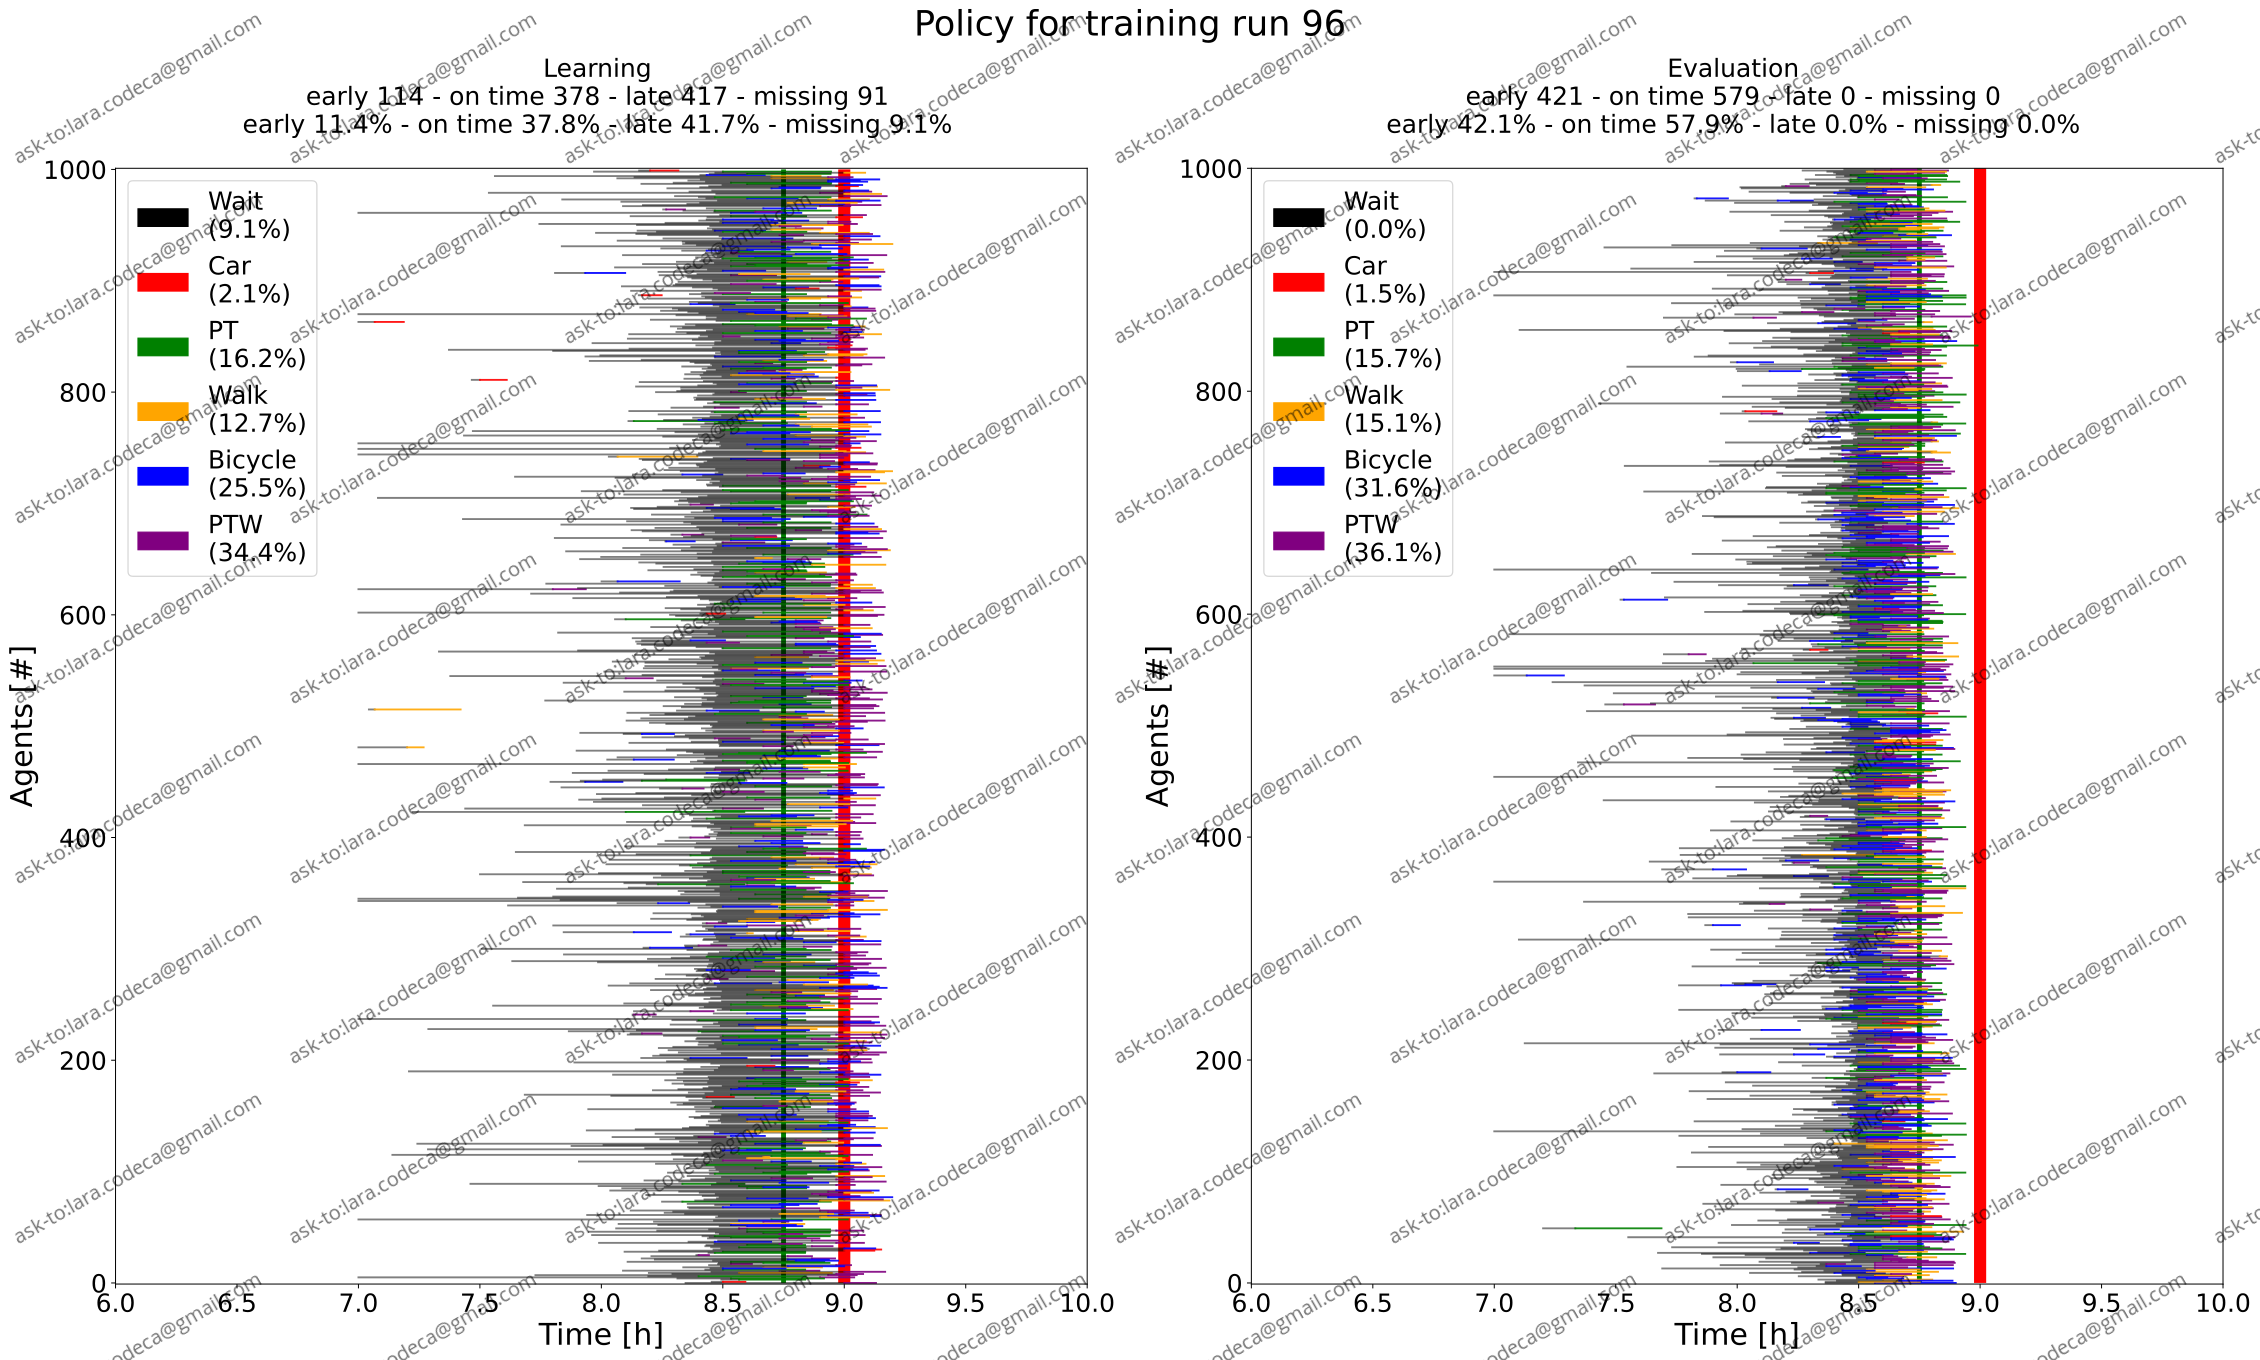 Policy for training run 96
Learning
early 114 - on time 378 - late 417 - missing 91
early 11.4% - on time 37.8% - late 41.7% - missing 9.1%
1000
800
600
400
200
0
Agents [#]
Wait
(9.1%)
Car
(2.1%)
PT
(16.2%)
Walk
(12.7%)
Bicycle
(25.5%)
PTW
(34.4%)
6.0 6.5 7.0 7.5 8.0 8.5 9.0 9.5 10.0
Time [h]
Evaluation
early 421 - on time 579 - late 0 - missing 0
early 42.1% - on time 57.9% - late 0.0% - missing 0.0%
1000
800
600
400
200
0
Agents [#]
Wait
(0.0%)
Car
(1.5%)
PT
(15.7%)
Walk
(15.1%)
Bicycle
(31.6%)
PTW
(36.1%)
6.0 6.5 7.0 7.5 8.0 8.5 9.0 9.5 10.0
Time [h]
ask-to:lara.codeca@gmail.com